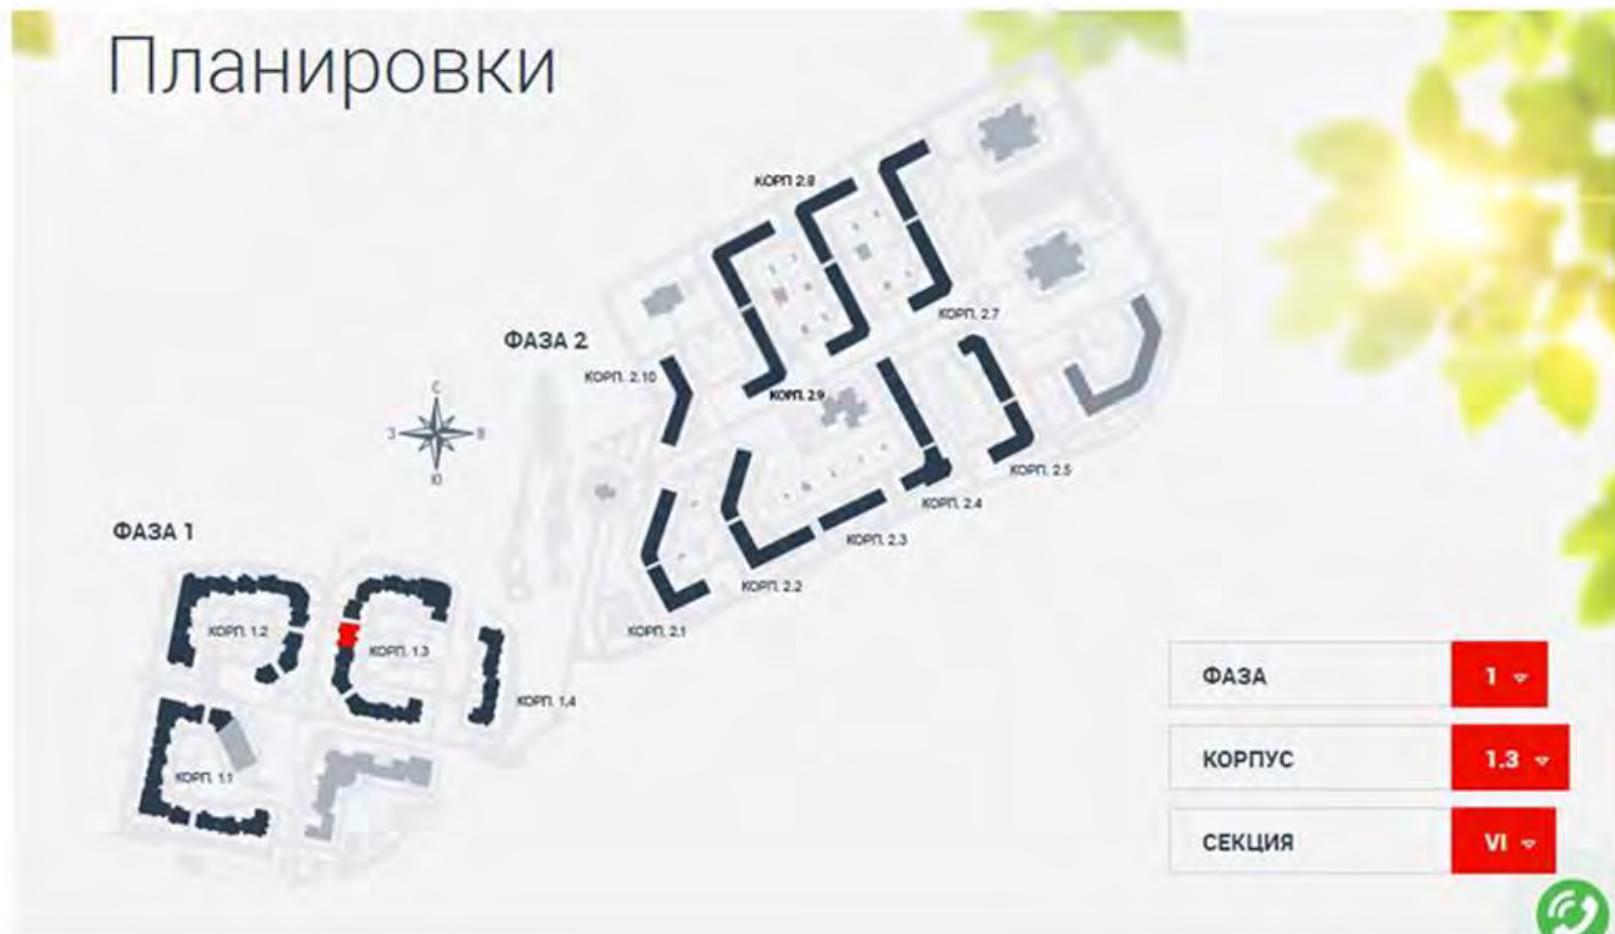 Планировки
КОРП 2.8
КОРП. 2.7
ФАЗА 2
КОРП. 2.10
КОРП. 2.9
С
З
В
Ю
КОРП. 2.5
КОРП. 2.4
КОРП. 2.3
КОРП. 2.2
КОРП. 2.1
ФАЗА 1
КОРП. 1.2
КОРП. 1.3
КОРП. 1.4
КОРП. 1.1
ФАЗА 1
КОРПУС 1.3
СЕКЦИЯ VI